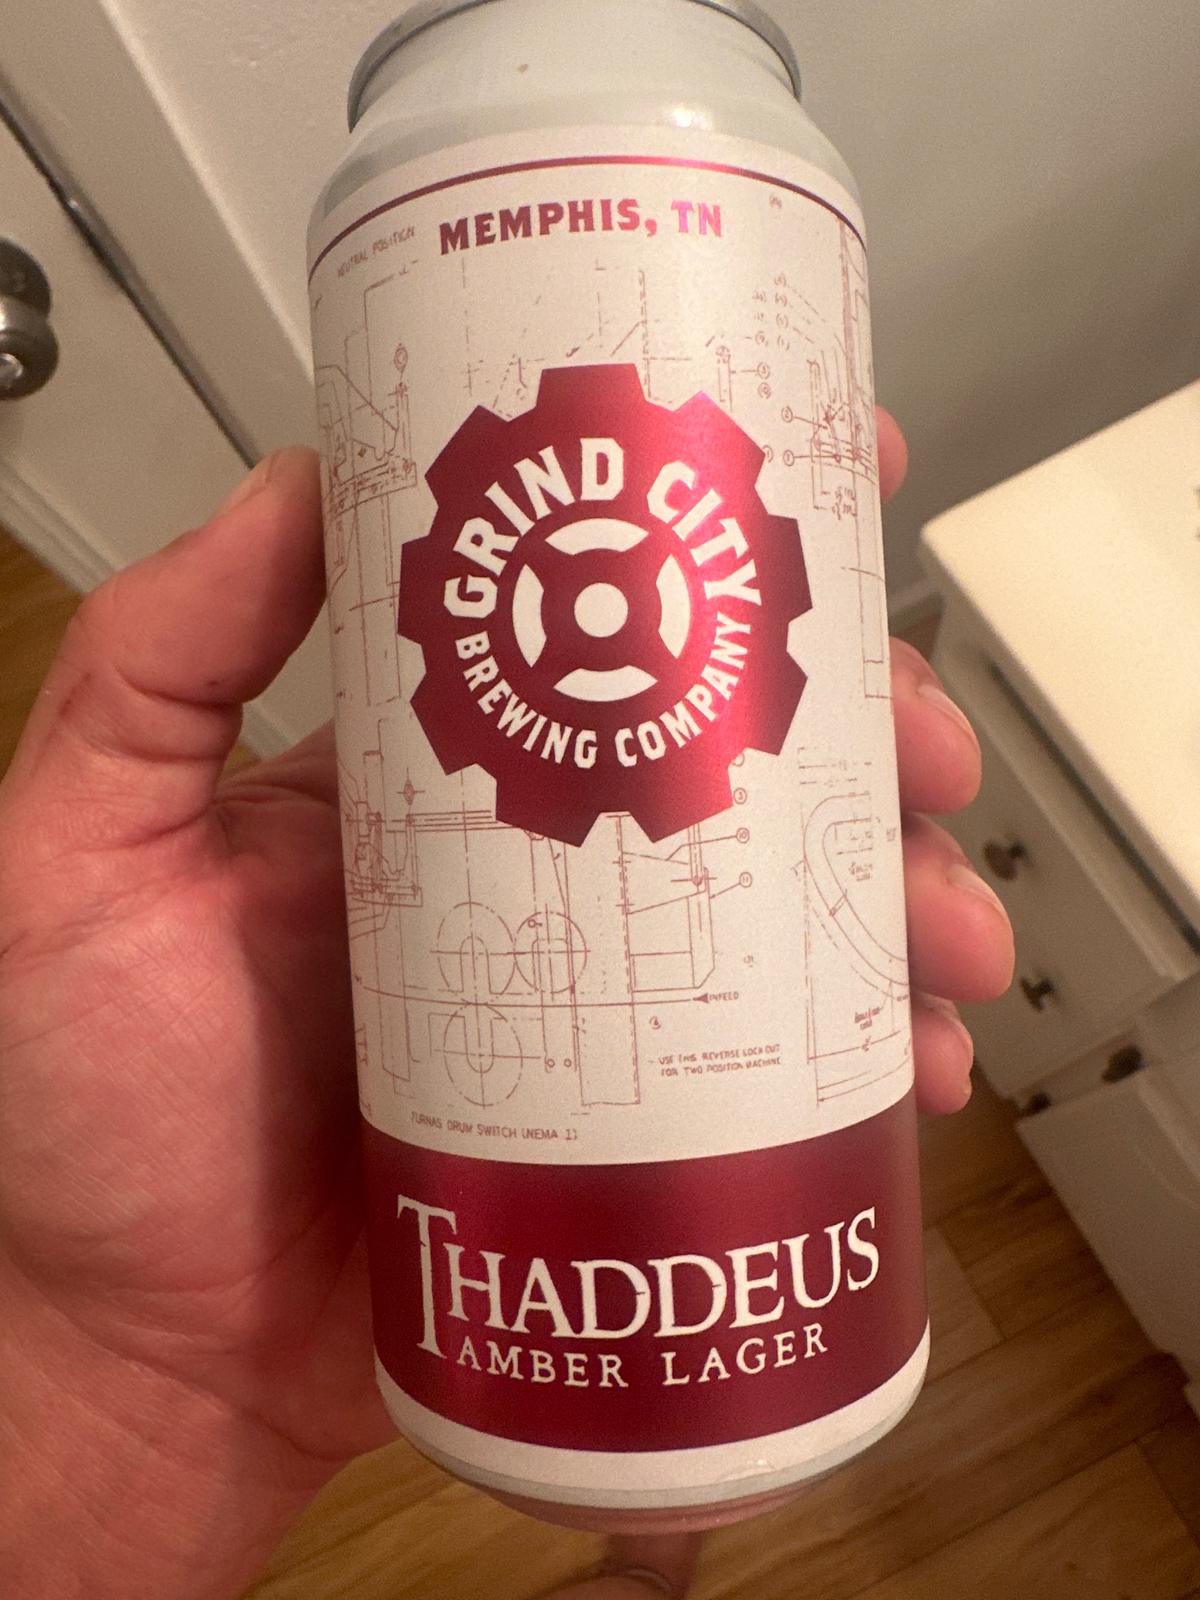 MEMPHIS, TN
NEUTRAL POSITION
GRIND CITY
BREWING COMPANY
INFEED
USE THIS REVERSE LOCK OUT
FOR TWO POSITION MACHINE
FURNAS DRUM SWITCH (NEMA 1)
THADDEUS
AMBER LAGER